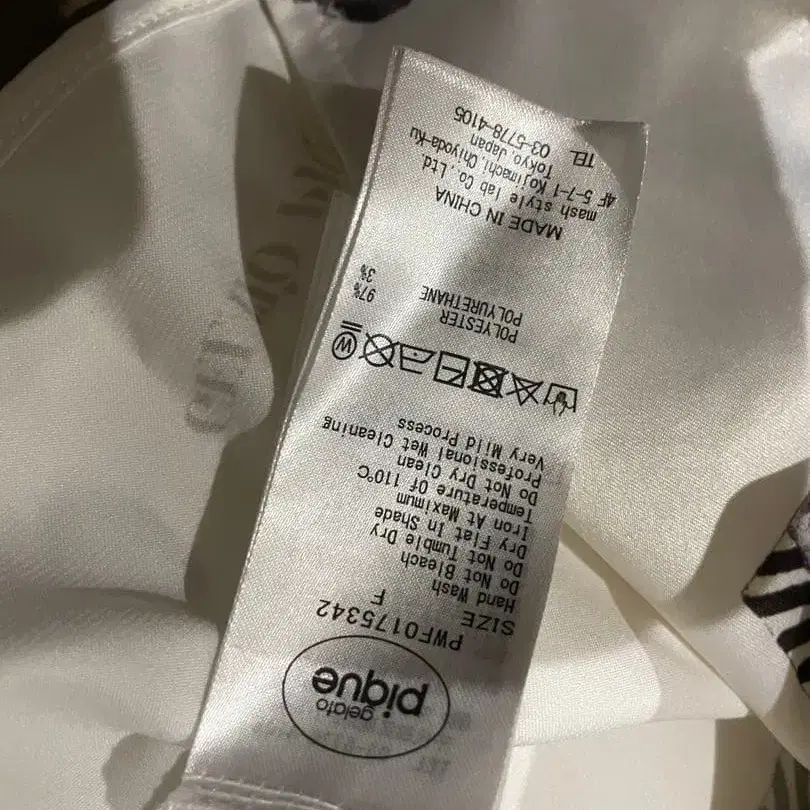 gelato
pique
PWF0175342
SIZE F
Hand Wash
Do Not Bleach
Do Not Tumble Dry
Dry Flat In Shade
Iron At Maximum
Temperature Of 110°C
Do Not Dry Clean
Professional Wet Cleaning
Very Mild Process
W
POLYESTER 97%
POLYURETHANE 3%
MADE IN CHINA
mash style lab Co., Ltd.
4F 5-7-1 Kojimachi, Chiyoda-Ku
Tokyo, Japan
TEL 03-5778-4105